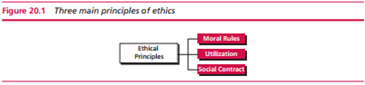 Figure 20.1 Three main principles of ethics
Moral Rules
Ethical
Principles
Utilization
Social Contract